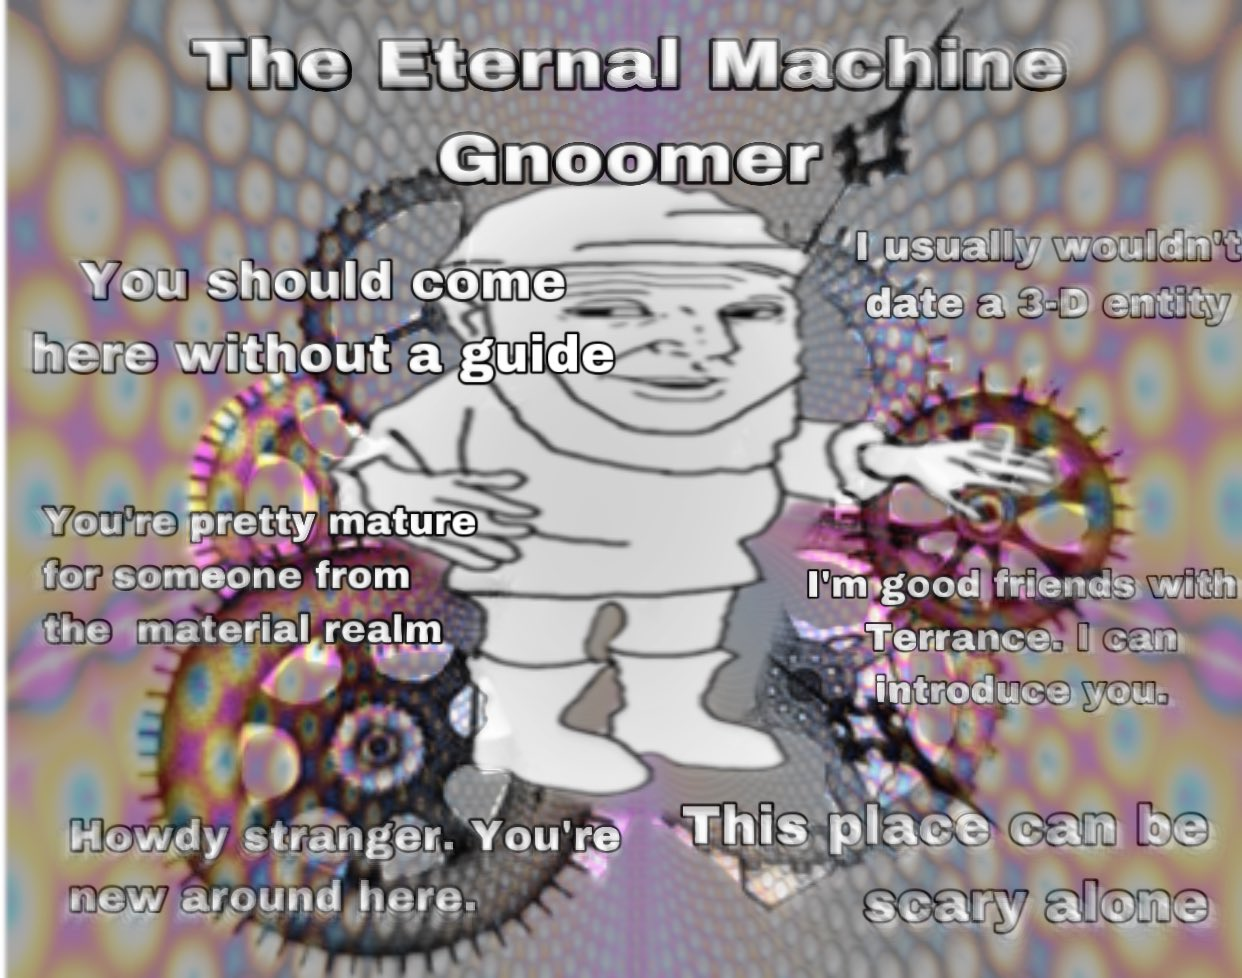 The Eternal Machine
Gnoomer
You should come
here without a guide
I usually wouldn't
date a 3-D entity
You're pretty mature
for someone from
the material realm
I'm good friends with
Terrance. I can
introduce you.
Howdy stranger. You're
new around here.
This place can be
scary alone